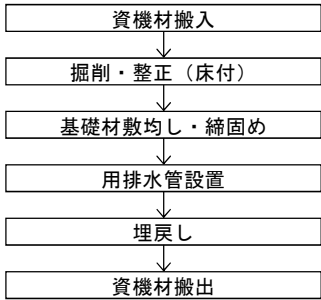 資機材搬入
掘削・整正（床付）
基礎材敷均し・締固め
用排水管設置
埋戻し
資機材搬出